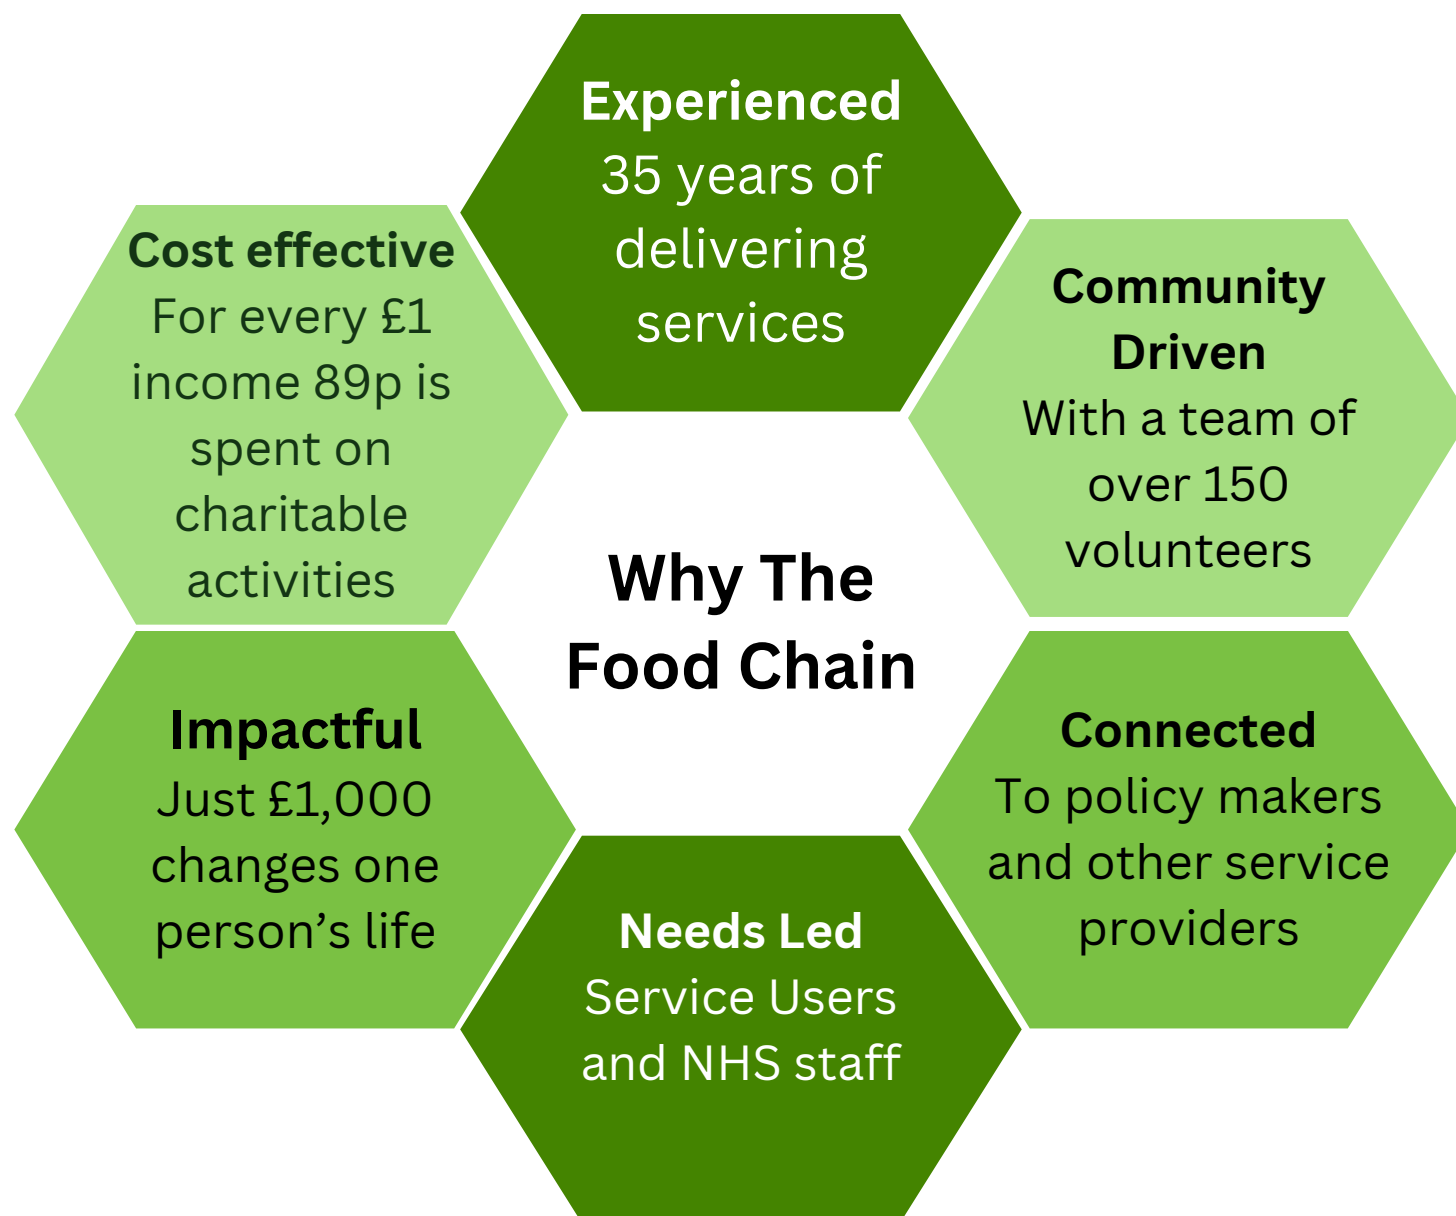 Experienced
35 years of
delivering
services
Cost effective
For every £1
income 89p is
spent on
charitable
activities
Community
Driven
With a team of
over 150
volunteers
Why The
Food Chain
Impactful
Just £1,000
changes one
person’s life
Connected
To policy makers
and other service
providers
Needs Led
Service Users
and NHS staff